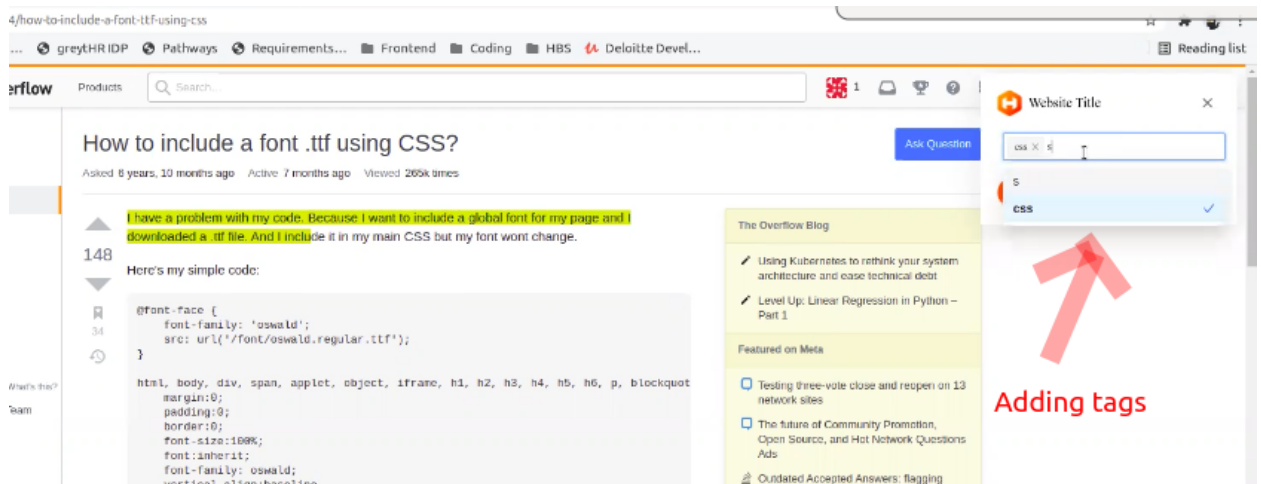 4/how-to-include-a-font-ttf-using-css
... greytHR IDP Pathways Requirements... Frontend Coding HBS Deloitte Devel... Reading list
erflow Products Search... 1
Website Title
css × s
s
css
How to include a font .ttf using CSS?
Ask Question
Asked 6 years, 10 months ago Active 7 months ago Viewed 265k times
I have a problem with my code. Because I want to include a global font for my page and I
downloaded a .ttf file. And I include it in my main CSS but my font wont change.
148
Here's my simple code:
34
@font-face {
font-family: 'oswald';
src: url('/font/oswald.regular.ttf');
}
html, body, div, span, applet, object, iframe, h1, h2, h3, h4, h5, h6, p, blockquot
margin:0;
padding:0;
border:0;
font-size:100%;
font:inherit;
font-family: oswald;
vertical-align:baseline
What's this?
Team
The Overflow Blog
Using Kubernetes to rethink your system
architecture and ease technical debt
Level Up: Linear Regression in Python –
Part 1
Featured on Meta
Testing three-vote close and reopen on 13
network sites
The future of Community Promotion,
Open Source, and Hot Network Questions
Ads
Outdated Accepted Answers: flagging
Adding tags